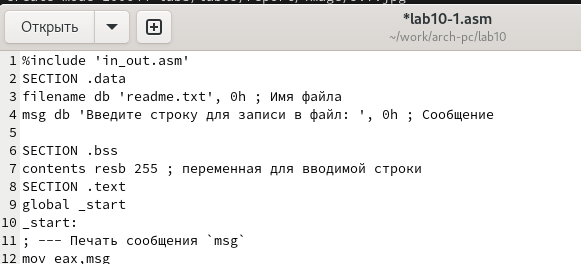 Открыть
*lab10-1.asm
~/work/arch-pc/lab10
1 %include 'in_out.asm'
2 SECTION .data
3 filename db 'readme.txt', 0h ; Имя файла
4 msg db 'Введите строку для записи в файл: ', 0h ; Сообщение
5
6 SECTION .bss
7 contents resb 255 ; переменная для вводимой строки
8 SECTION .text
9 global _start
10 _start:
11 ; --- Печать сообщения `msg`
12 mov eax,msg